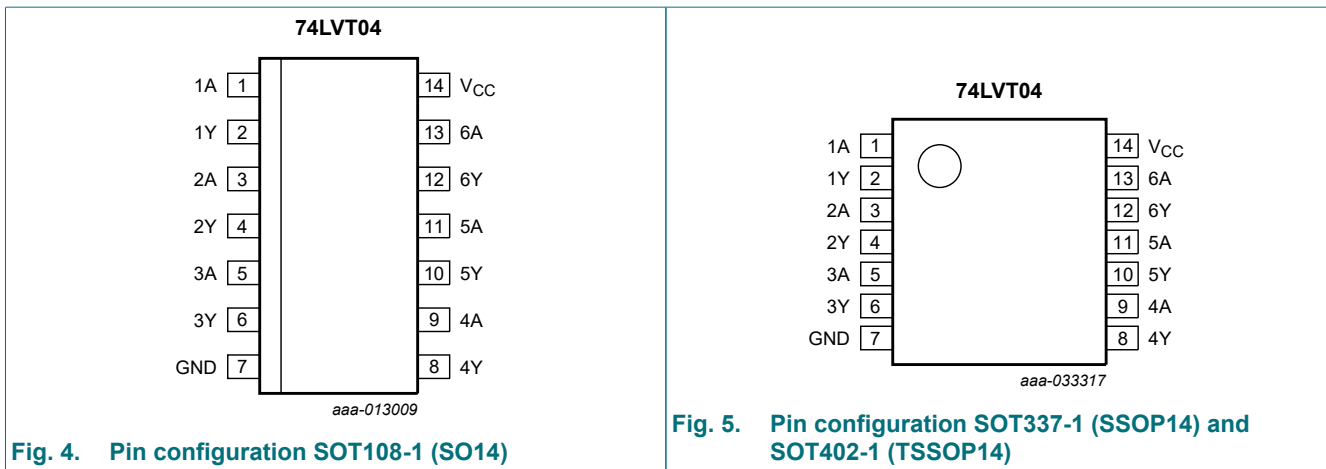 74LVT04
1A 1 14 VCC
1Y 2 13 6A
2A 3 12 6Y
2Y 4 11 5A
3A 5 10 5Y
3Y 6 9 4A
GND 7 8 4Y
aaa-013009
Fig. 4. Pin configuration SOT108-1 (SO14)
74LVT04
1A 1 14 VCC
1Y 2 13 6A
2A 3 12 6Y
2Y 4 11 5A
3A 5 10 5Y
3Y 6 9 4A
GND 7 8 4Y
aaa-033317
Fig. 5. Pin configuration SOT337-1 (SSOP14) and
SOT402-1 (TSSOP14)